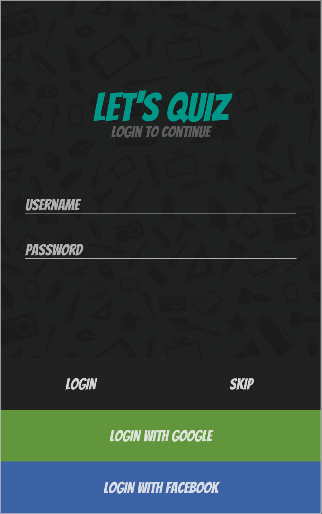 LET'S QUIZ
LOGIN TO CONTINUE
USERNAME
PASSWORD
LOGIN SKIP
LOGIN WITH GOOGLE
LOGIN WITH FACEBOOK